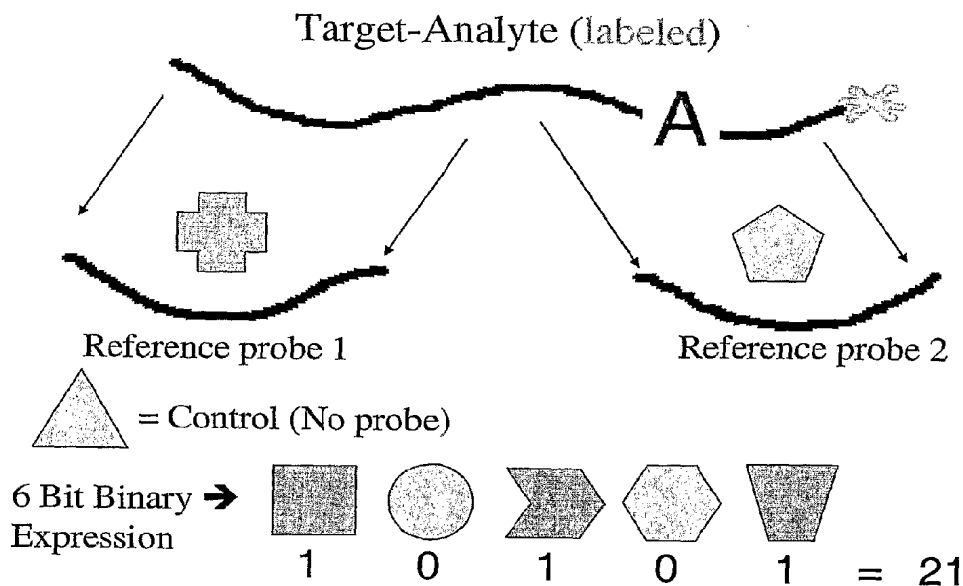 Target-Analyte (labeled)
A
Reference probe 1
Reference probe 2
= Control (No probe)
6 Bit Binary ➔
Expression
1 0 1 0 1 = 21